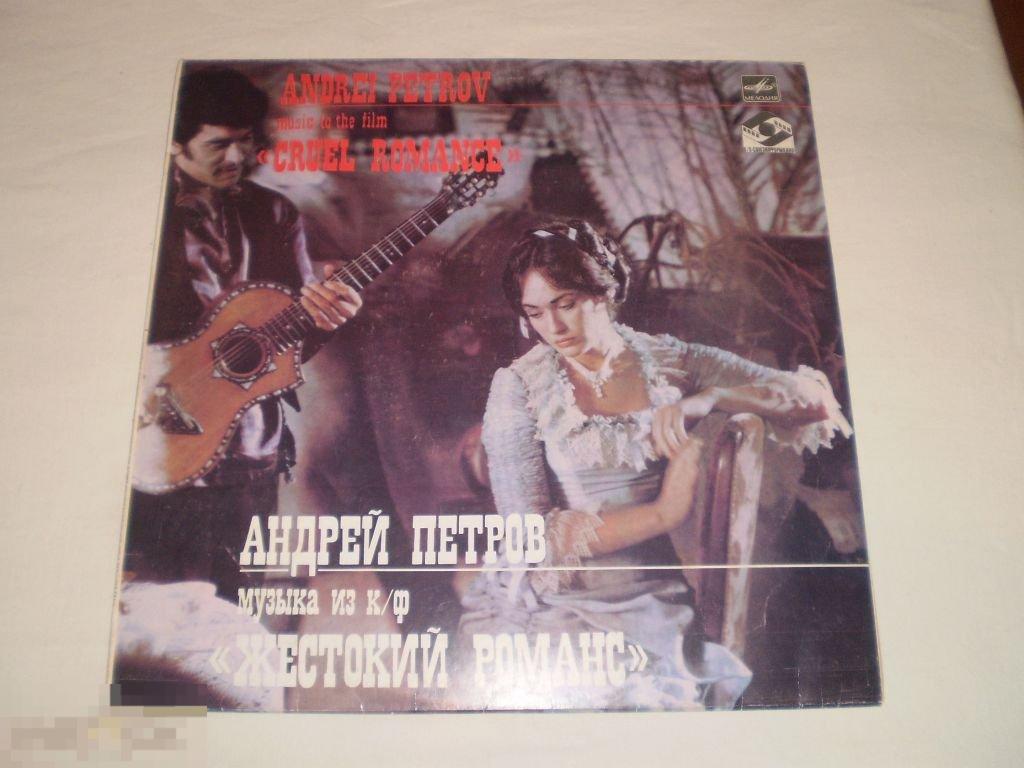 ANDREI PETROV
music to the film
«CRUEL ROMANCE»
МЕЛОДИЯ
АНДРЕЙ ПЕТРОВ
музыка из к/ф
«ЖЕСТОКИЙ РОМАНС»